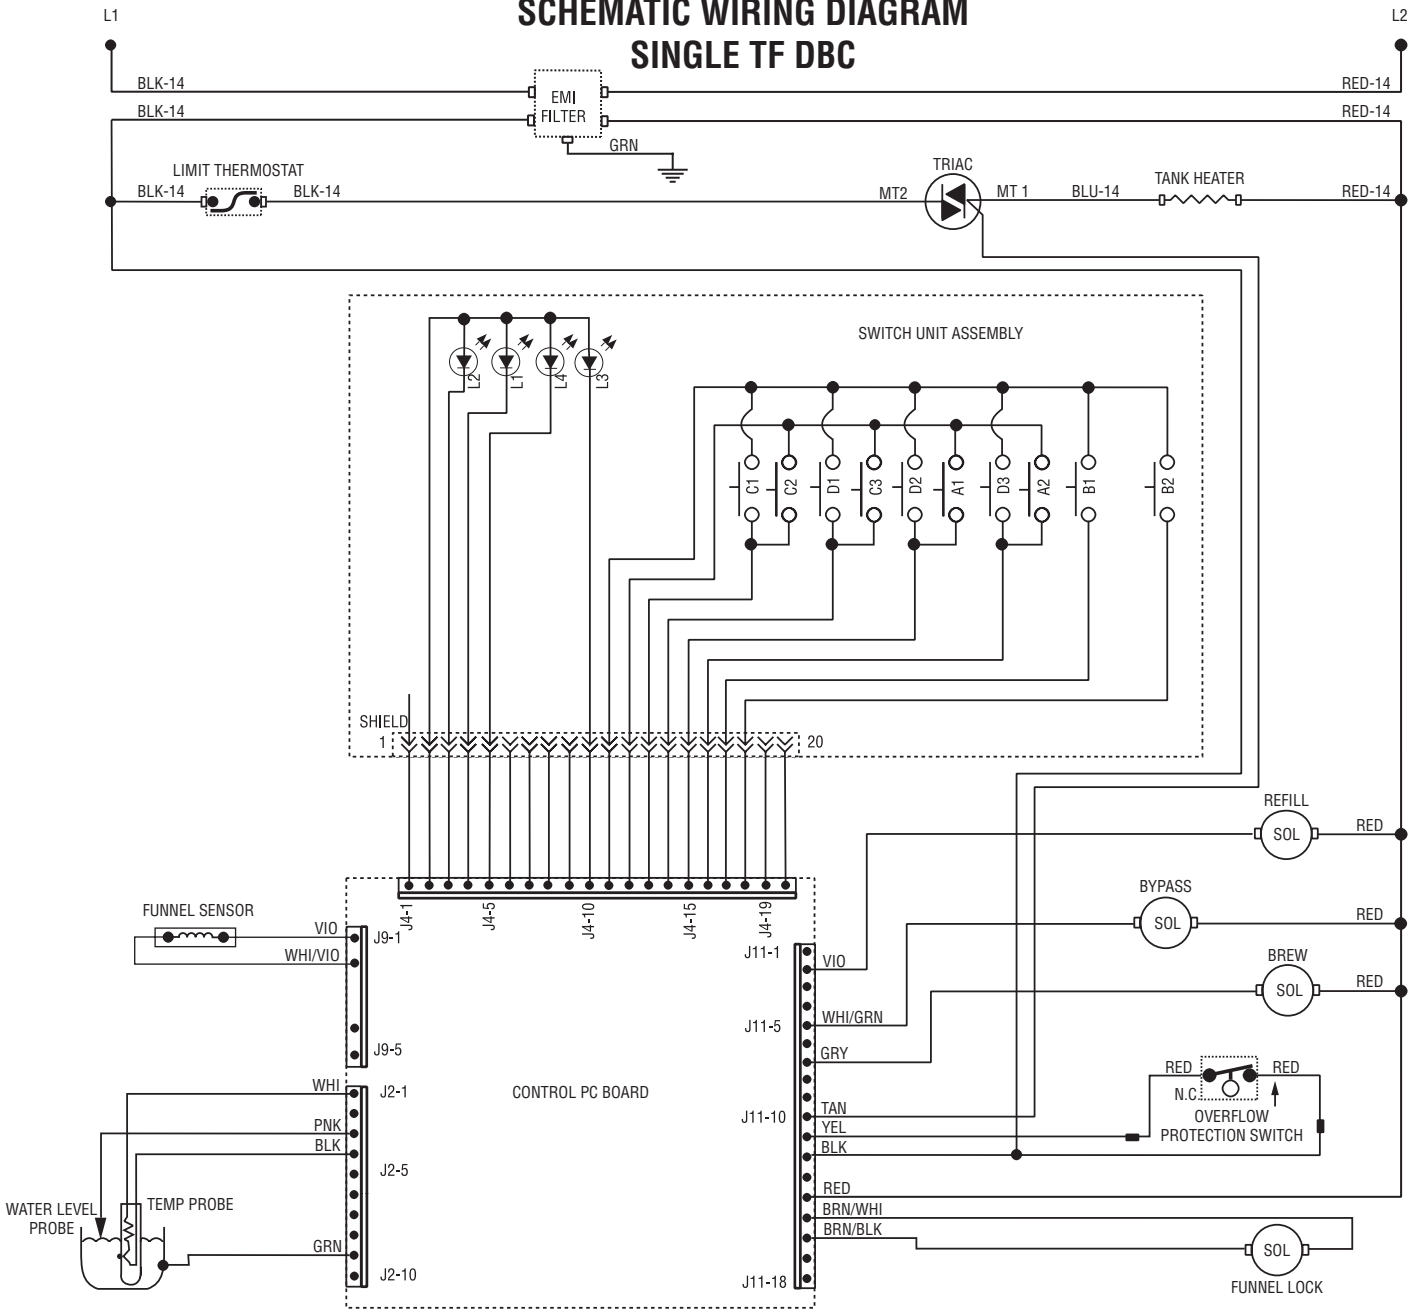 L1
SCHEMATIC WIRING DIAGRAM
L2
SINGLE TF DBC
BLK-14
RED-14
EMI
FILTER
BLK-14
RED-14
GRN
LIMIT THERMOSTAT
TRIAC
TANK HEATER
BLK-14
BLK-14
MT2
MT 1
BLU-14
RED-14
SWITCH UNIT ASSEMBLY
L2
L1
L4
L3
C1
C2
D1
C3
D2
A1
D3
A2
B1
B2
SHIELD
1
20
REFILL
SOL
RED
BYPASS
SOL
RED
BREW
SOL
RED
FUNNEL SENSOR
VIO
WHI/VIO
J4-1
J4-5
J4-10
J4-15
J4-19
J9-1
J9-5
J11-1
VIO
J11-5
WHI/GRN
GRY
CONTROL PC BOARD
RED
RED
N.C.
OVERFLOW
PROTECTION SWITCH
WHI
J2-1
PNK
BLK
J2-5
J11-10
TAN
YEL
BLK
WATER LEVEL
PROBE
TEMP PROBE
GRN
J2-10
RED
BRN/WHI
BRN/BLK
J11-18
SOL
FUNNEL LOCK